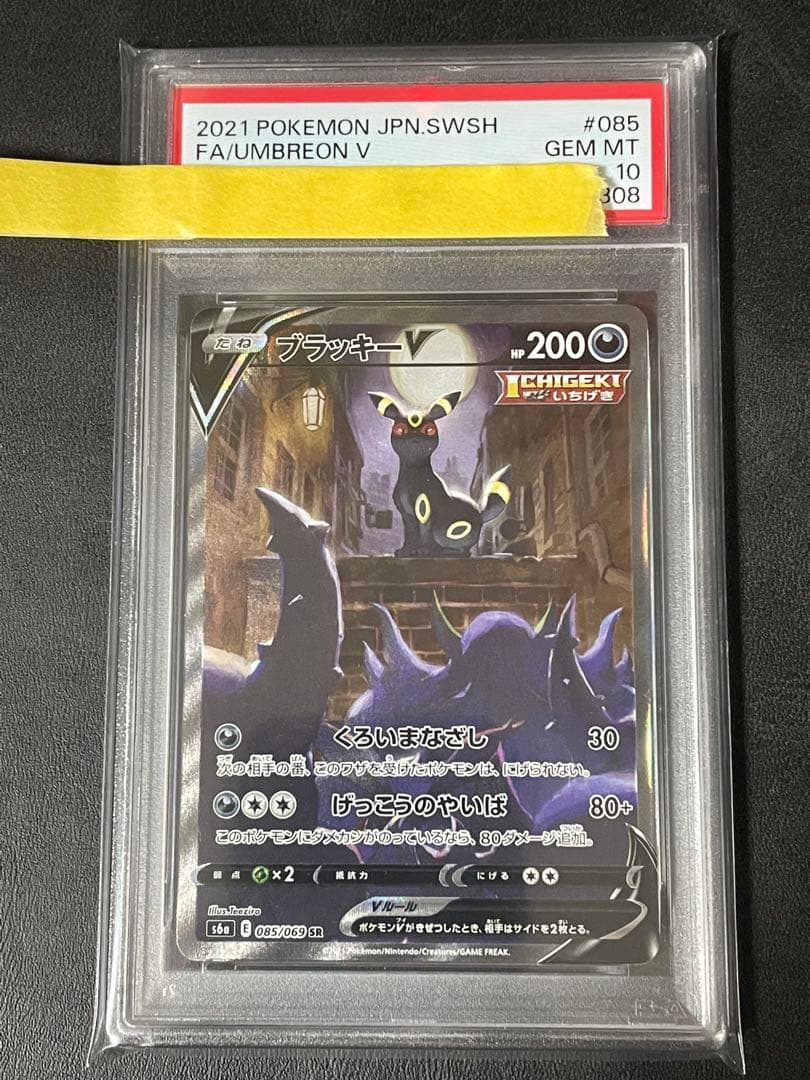 2021 POKEMON JPN.SWSH #085
FA/UMBREON V GEM MT
10
308
たね ブラッキーV HP 200
ICHIGEKI
いちげき
くろいまなざし 30
次の相手の番、このワザを受けたポケモンは、にげられない。
げっこうのやいば 80+
このポケモンにダメカンがのっているなら、80ダメージ追加。
弱点 ×2 抵抗力 にげる
Illus. Teeziro
Vルール
s6a E 085/069 SR ポケモンVがきぜつしたとき、相手はサイドを2枚とる。
©2021 Pokémon/Nintendo/Creatures/GAME FREAK.